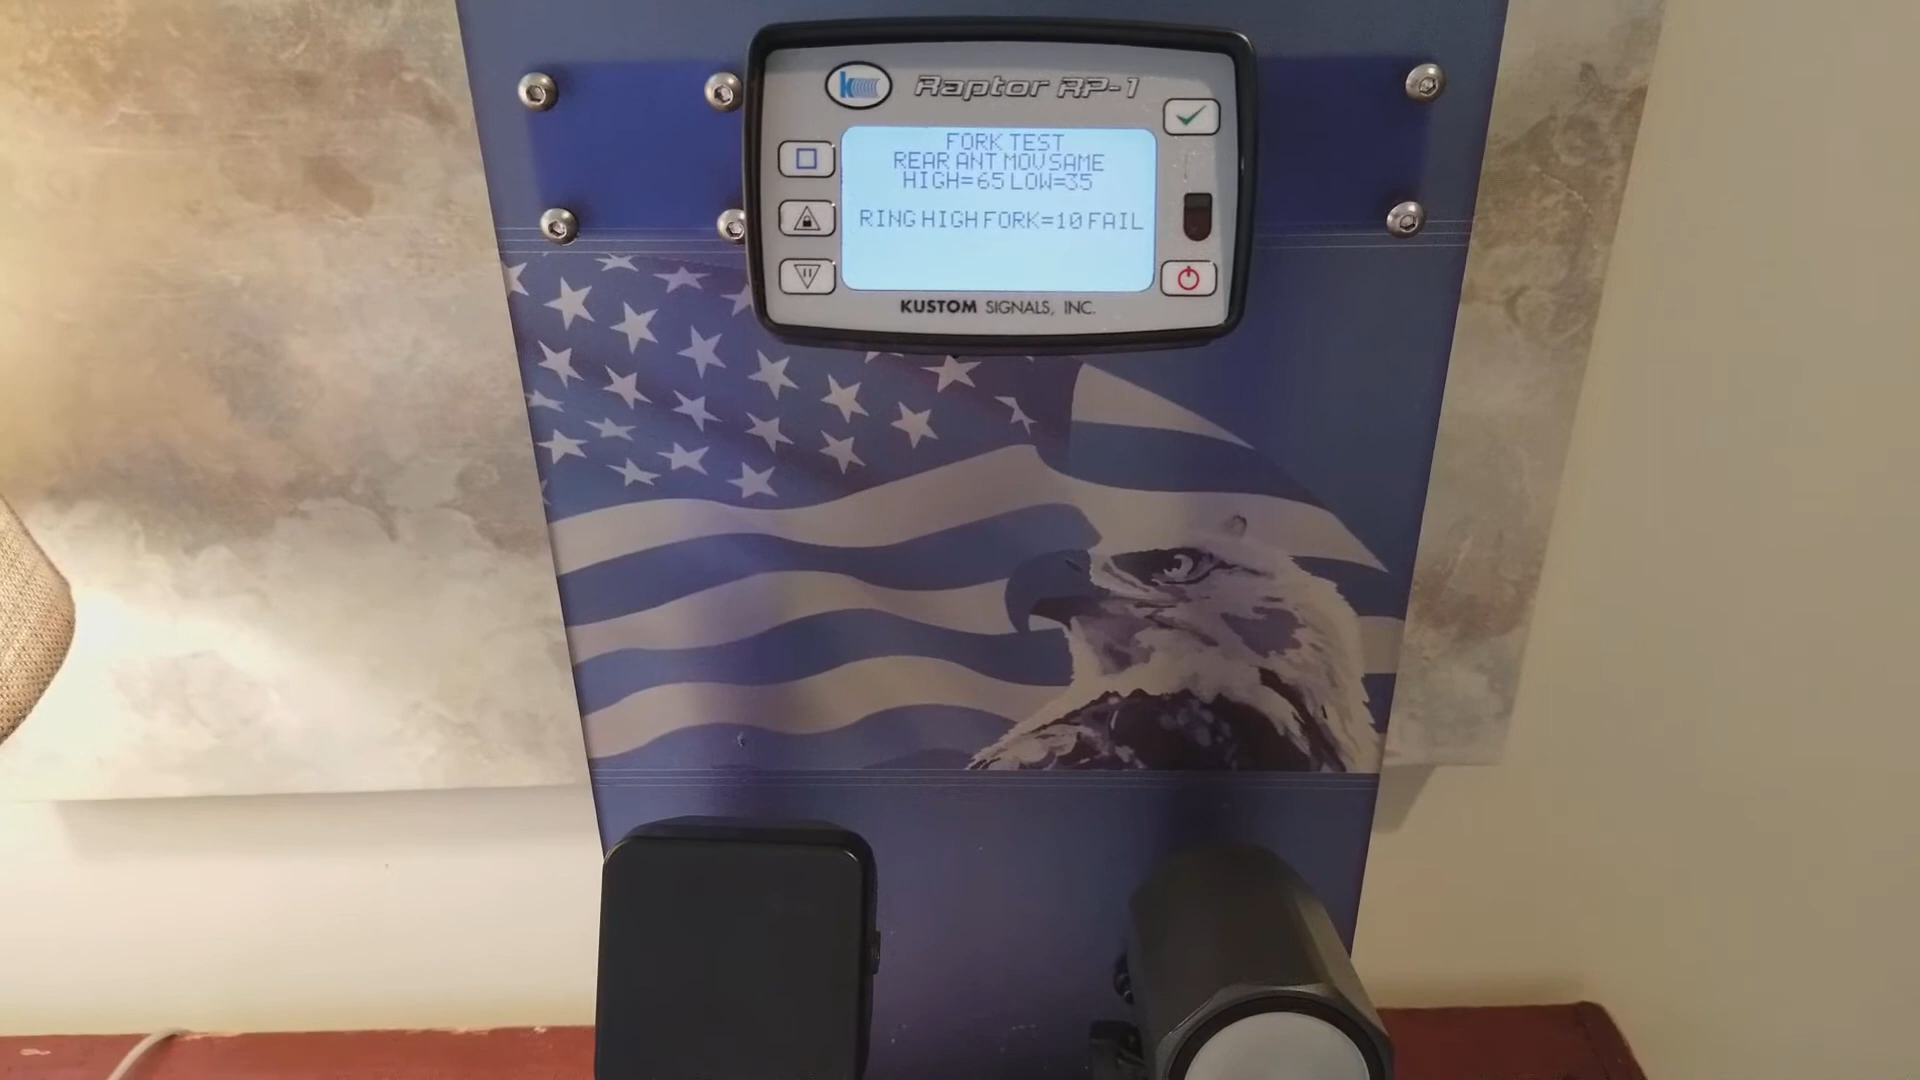 k
Raptor RP-1
FORK TEST
REAR ANT MOV SAME
HIGH=65 LOW=35
RING HIGH FORK=10 FAIL
KUSTOM SIGNALS, INC.